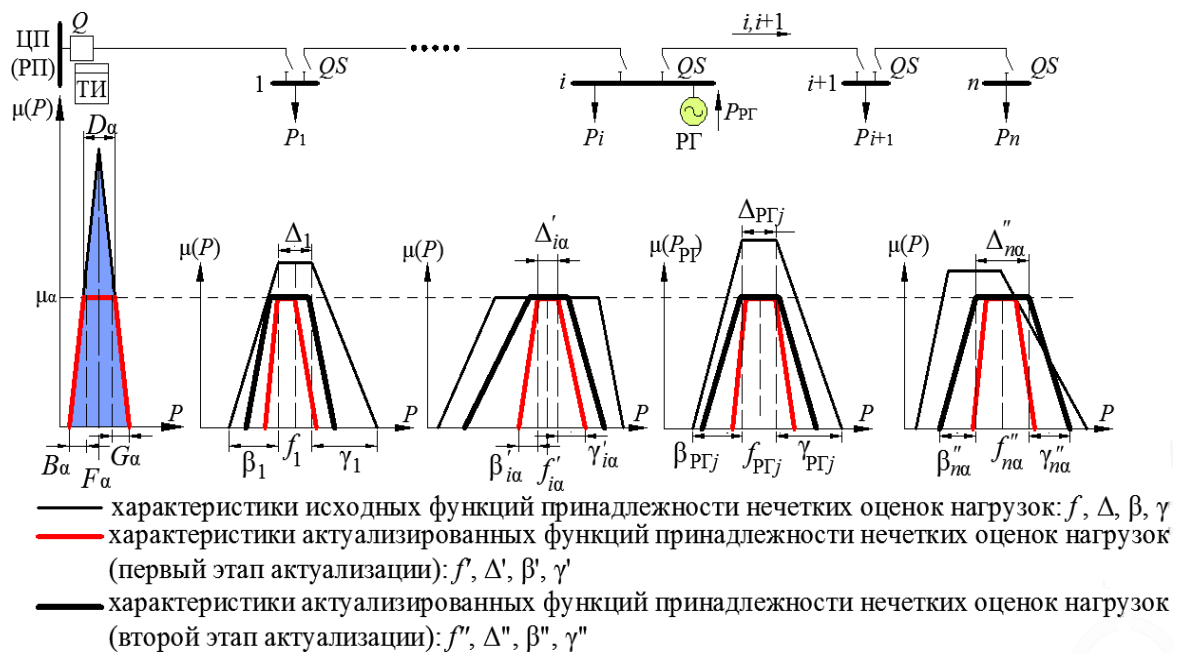 Q
i,i+1
ЦП
(РП)
ТИ
1
QS
i
QS
i+1
QS
n
QS
P1
Pi
РГ
PРГ
Pi+1
Pn
μ(P)
Dα
μα
P
Bα
Fα
Gα
μ(P)
Δ1
P
β1
f1
γ1
μ(P)
Δ'iα
P
β'iα
f'iα
γ'iα
μ(PРГ)
ΔРГj
P
βРГj
fРГj
γРГj
μ(P)
Δ"nα
P
β"nα
f"nα
γ"nα
характеристики исходных функций принадлежности нечетких оценок нагрузок: f, Δ, β, γ
характеристики актуализированных функций принадлежности нечетких оценок нагрузок
(первый этап актуализации): f', Δ', β', γ'
характеристики актуализированных функций принадлежности нечетких оценок нагрузок
(второй этап актуализации): f", Δ", β", γ"